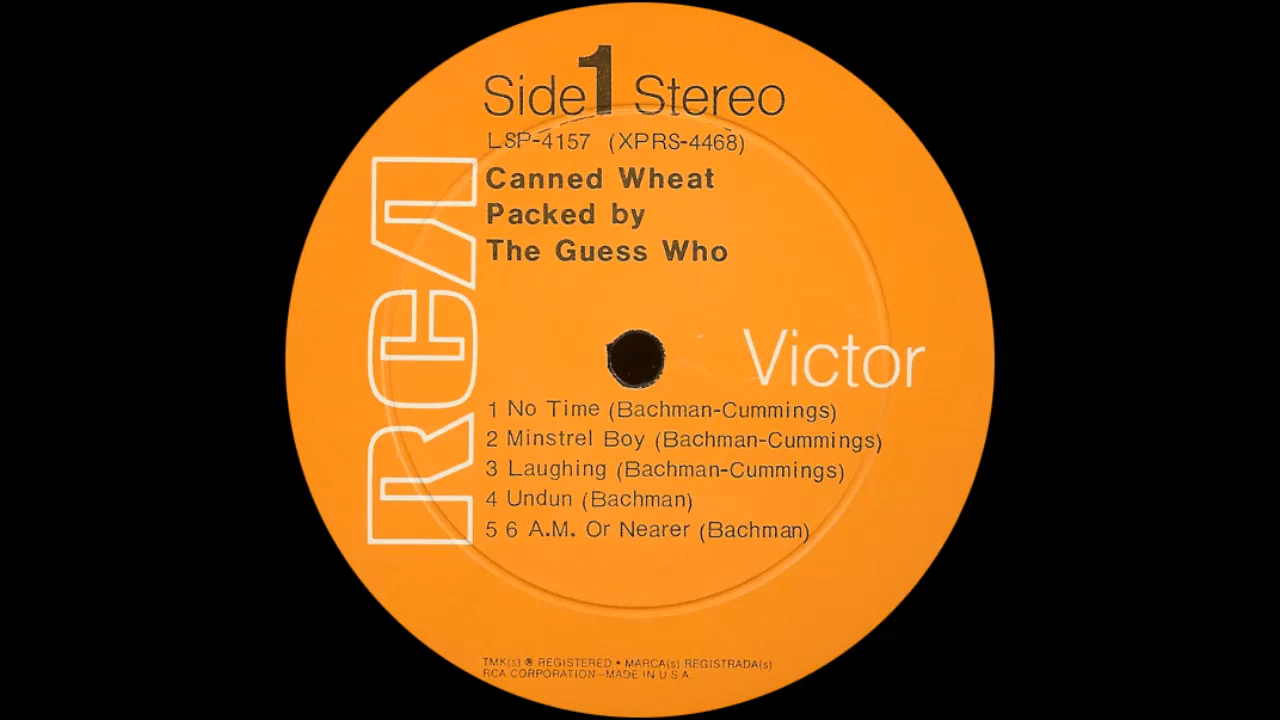 Side 1 Stereo
LSP-4157 (XPRS-4468)
Canned Wheat
Packed by
The Guess Who
RCA
Victor
1 No Time (Bachman-Cummings)
2 Minstrel Boy (Bachman-Cummings)
3 Laughing (Bachman-Cummings)
4 Undun (Bachman)
5 6 A.M. Or Nearer (Bachman)
TMK(s) ® REGISTERED • MARCA(s) REGISTRADA(s)
RCA CORPORATION—MADE IN U.S.A.